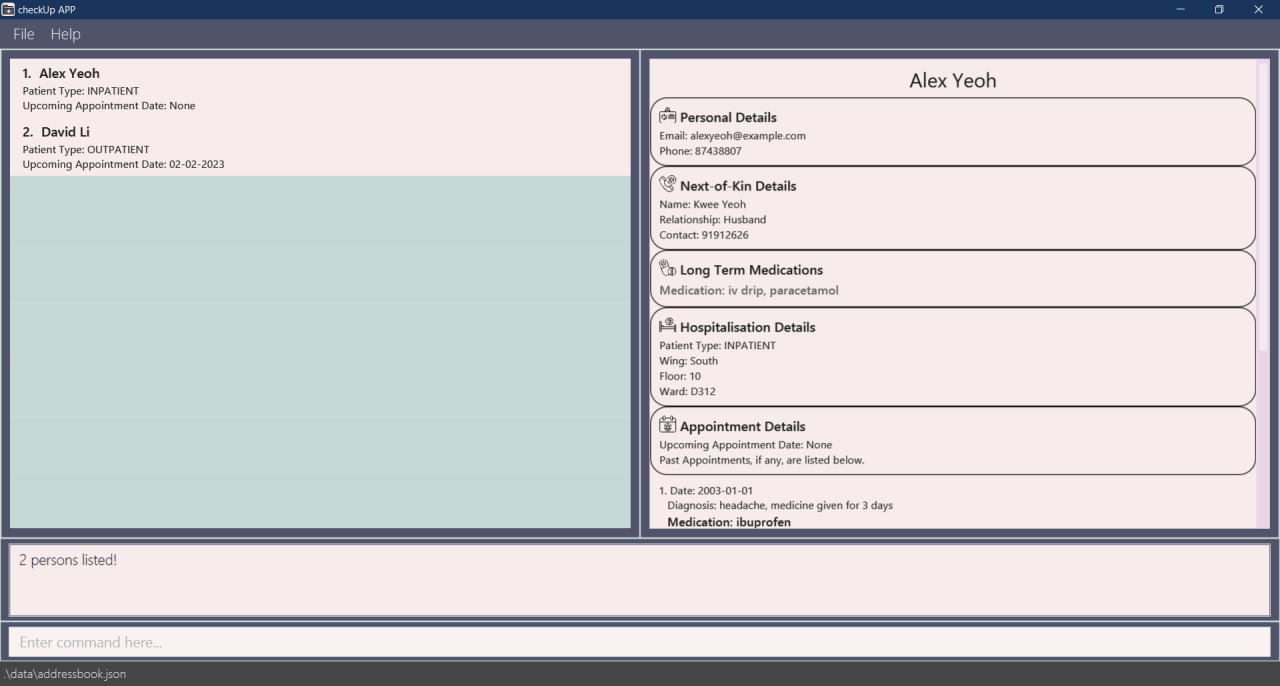 checkUp APP
File Help
1. Alex Yeoh
Patient Type: INPATIENT
Upcoming Appointment Date: None
2. David Li
Patient Type: OUTPATIENT
Upcoming Appointment Date: 02-02-2023
Alex Yeoh
Personal Details
Email: alexyeoh@example.com
Phone: 87438807
Next-of-Kin Details
Name: Kwee Yeoh
Relationship: Husband
Contact: 91912626
Long Term Medications
Medication: iv drip, paracetamol
Hospitalisation Details
Patient Type: INPATIENT
Wing: South
Floor: 10
Ward: D312
Appointment Details
Upcoming Appointment Date: None
Past Appointments, if any, are listed below.
1. Date: 2003-01-01
Diagnosis: headache, medicine given for 3 days
Medication: ibuprofen
2 persons listed!
Enter command here...
.\data\addressbook.json